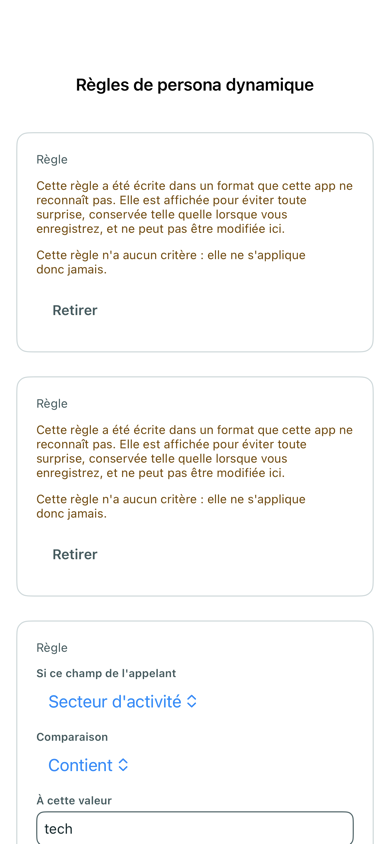 Règles de persona dynamique
Règle
Cette règle a été écrite dans un format que cette app ne
reconnaît pas. Elle est affichée pour éviter toute
surprise, conservée telle quelle lorsque vous
enregistrez, et ne peut pas être modifiée ici.
Cette règle n'a aucun critère : elle ne s'applique
donc jamais.
Retirer
Règle
Cette règle a été écrite dans un format que cette app ne
reconnaît pas. Elle est affichée pour éviter toute
surprise, conservée telle quelle lorsque vous
enregistrez, et ne peut pas être modifiée ici.
Cette règle n'a aucun critère : elle ne s'applique
donc jamais.
Retirer
Règle
Si ce champ de l'appelant
Secteur d'activité
Comparaison
Contient
À cette valeur
tech